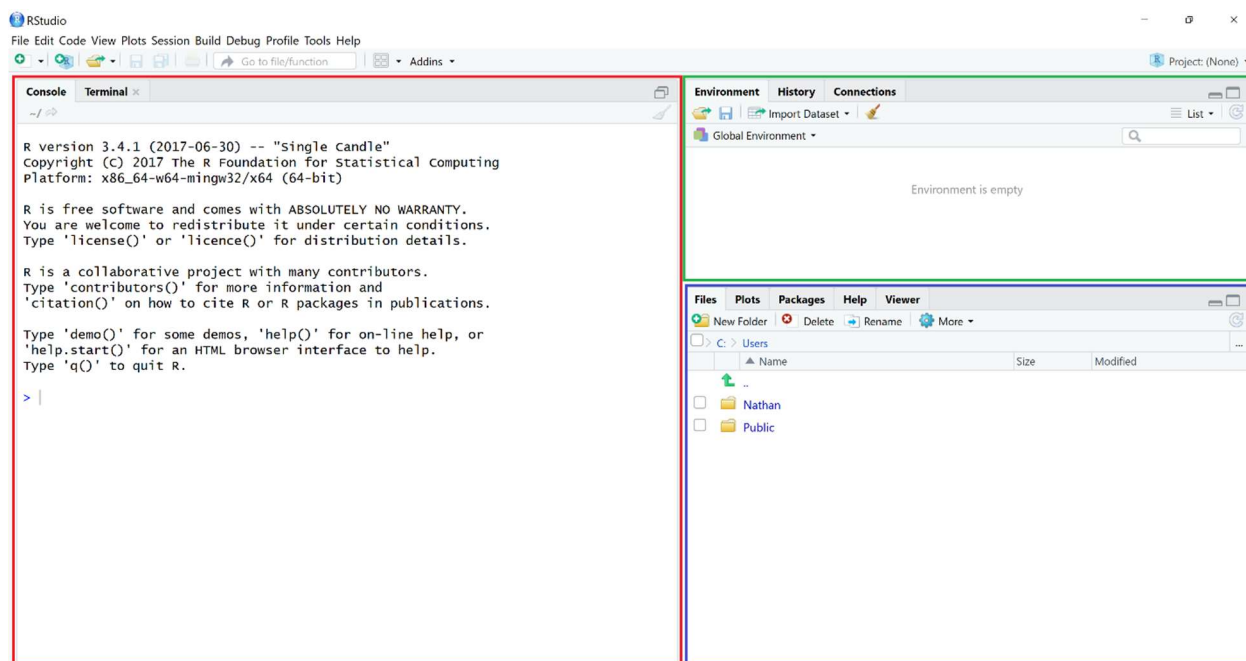 RStudio
File Edit Code View Plots Session Build Debug Profile Tools Help
Go to file/function Addins Project: (None)
Console Terminal
~/
R version 3.4.1 (2017-06-30) -- "Single Candle"
Copyright (C) 2017 The R Foundation for Statistical Computing
Platform: x86_64-w64-mingw32/x64 (64-bit)
R is free software and comes with ABSOLUTELY NO WARRANTY.
You are welcome to redistribute it under certain conditions.
Type 'license()' or 'licence()' for distribution details.
R is a collaborative project with many contributors.
Type 'contributors()' for more information and
'citation()' on how to cite R or R packages in publications.
Type 'demo()' for some demos, 'help()' for on-line help, or
'help.start()' for an HTML browser interface to help.
Type 'q()' to quit R.
>
Environment History Connections
Import Dataset List
Global Environment
Environment is empty
Files Plots Packages Help Viewer
New Folder Delete Rename More
C: > Users ...
Name Size Modified
..
Nathan
Public